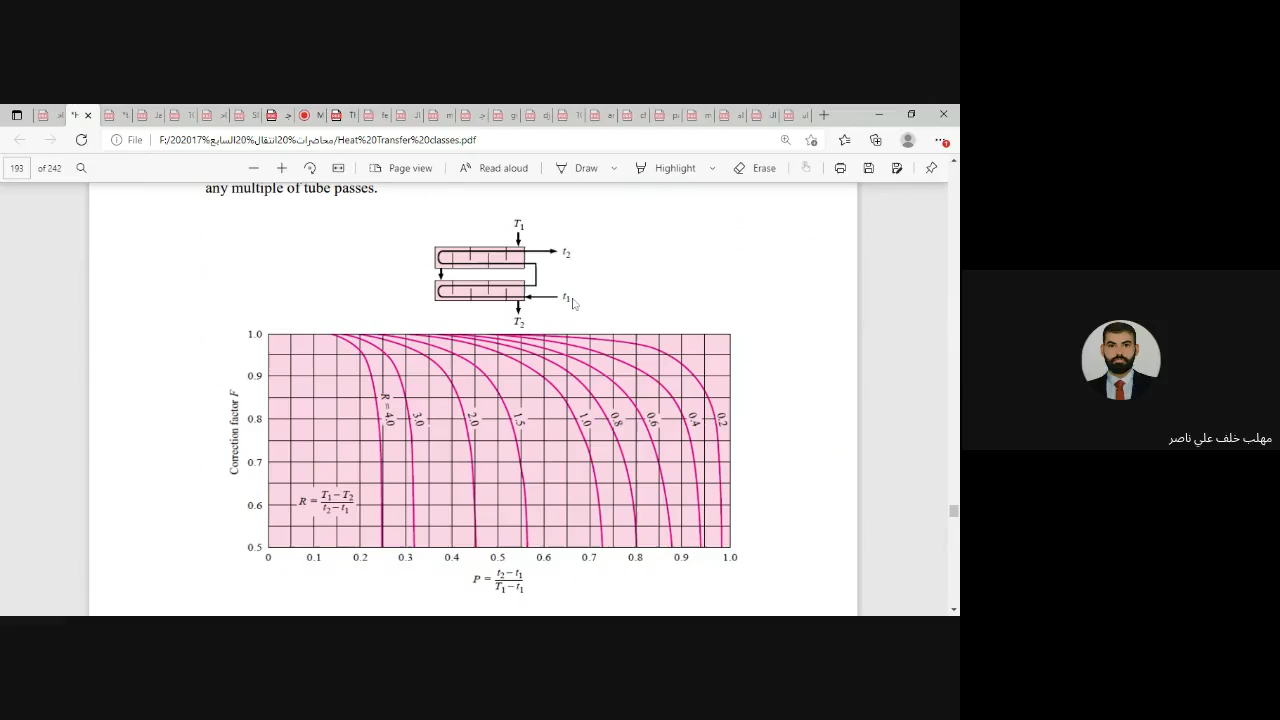 File
F:/202017%السابع20%انتقال20%محاضرات/Heat%20Transfer%20classes.pdf
193 of 242
Page view
Read aloud
Draw
Highlight
Erase
any multiple of tube passes.
T1
t2
t1
T2
1.0
0.9
0.8
0.7
0.6
0.5
Correction factor F
R = 4.0
3.0
2.0
1.5
1.0
0.8
0.6
0.4
0.2
R = T1 – T2 / t2 – t1
0 0.1 0.2 0.3 0.4 0.5 0.6 0.7 0.8 0.9 1.0
P = t2 – t1 / T1 – t1
مهلب خلف علي ناصر